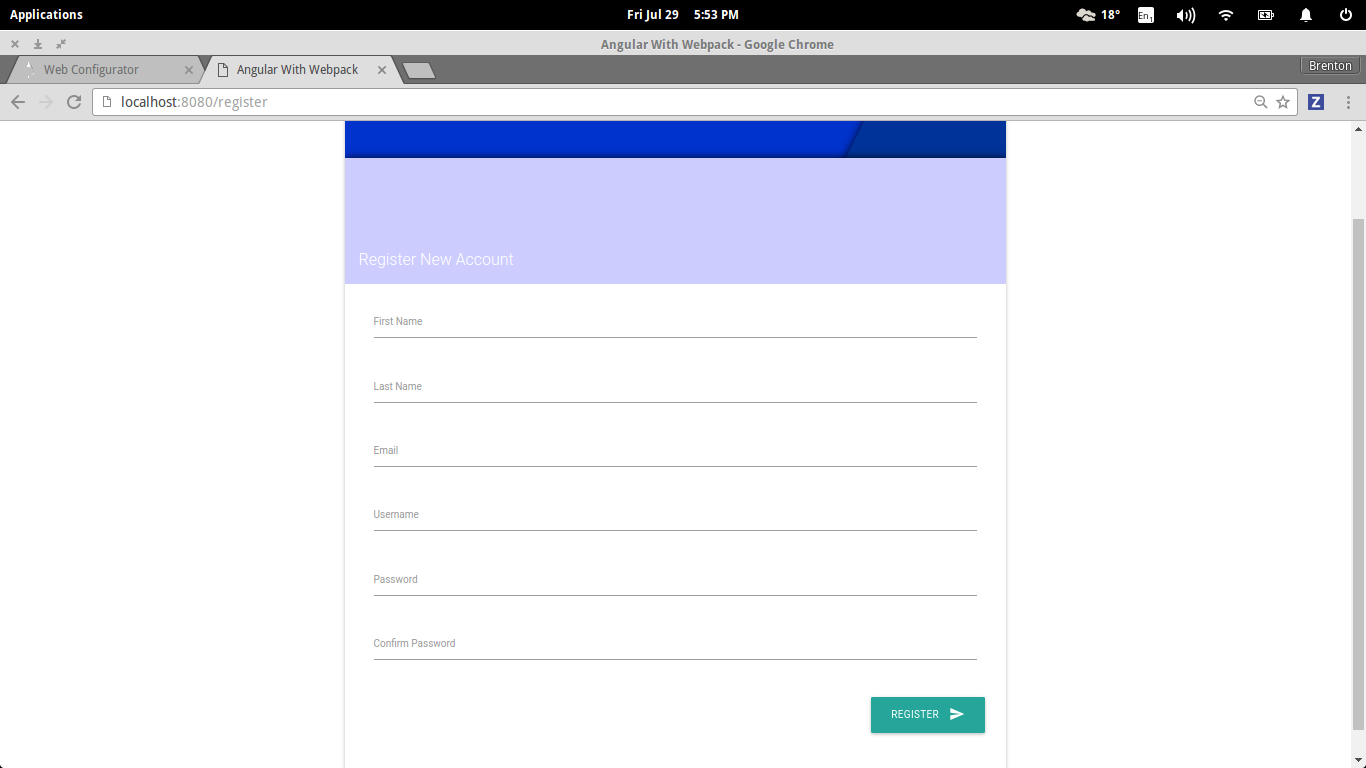 Applications
Fri Jul 29 5:53 PM
18°
En1
Angular With Webpack - Google Chrome
Web Configurator
Angular With Webpack
Brenton
localhost:8080/register
Z
Register New Account
First Name
Last Name
Email
Username
Password
Confirm Password
REGISTER